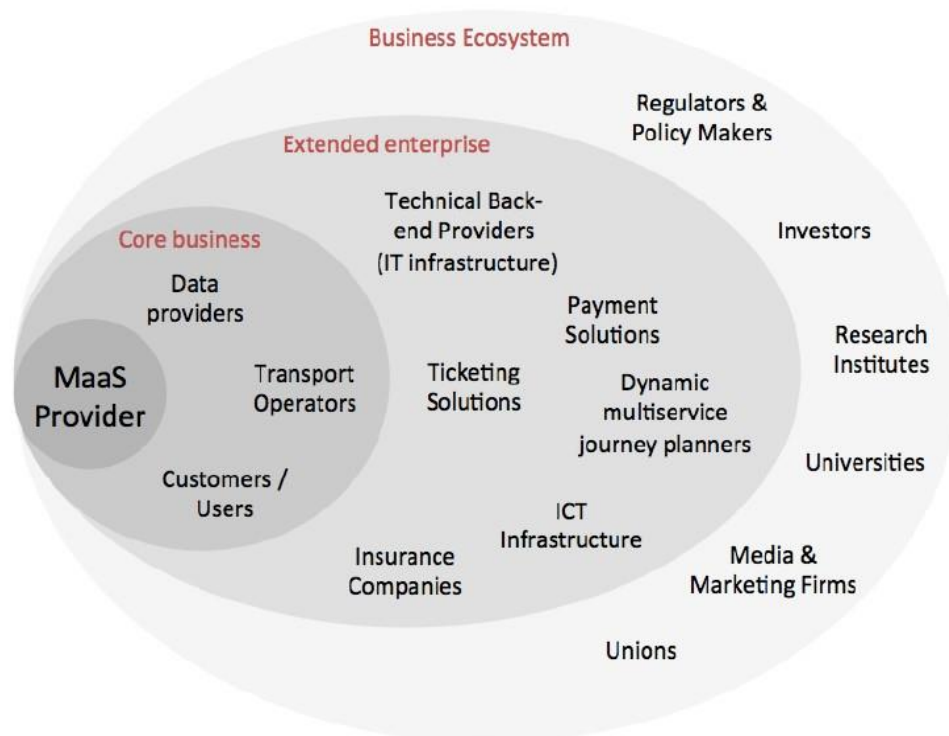 Business Ecosystem
Regulators &
Policy Makers
Extended enterprise
Technical Back-
end Providers
(IT infrastructure)
Investors
Core business
Data
providers
Payment
Solutions
Research
Institutes
MaaS
Provider
Transport
Operators
Ticketing
Solutions
Dynamic
multiservice
journey planners
Universities
Customers /
Users
ICT
Infrastructure
Insurance
Companies
Media &
Marketing Firms
Unions